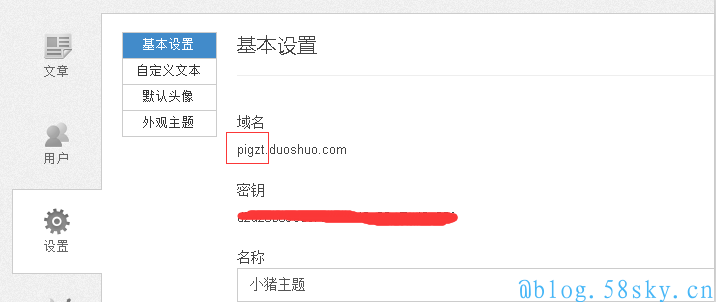 文章
用户
设置
基本设置
自定义文本
默认头像
外观主题
基本设置
域名
pigzt.duoshuo.com
密钥
名称
小猪主题
@blog.58sky.cn